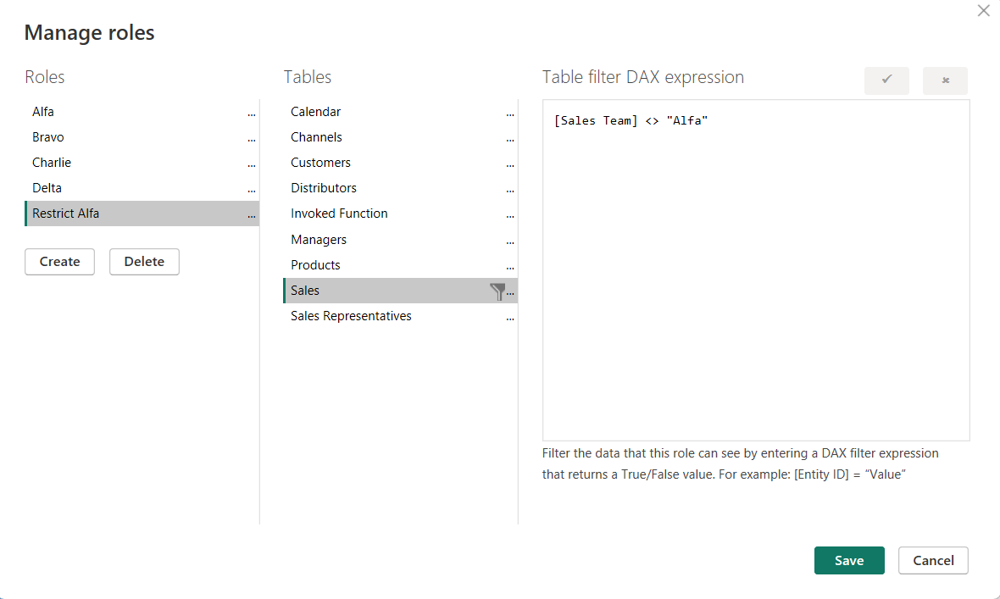 Manage roles
Roles
Alfa ...
Bravo ...
Charlie ...
Delta ...
Restrict Alfa ...
Create Delete
Tables
Calendar ...
Channels ...
Customers ...
Distributors ...
Invoked Function ...
Managers ...
Products ...
Sales ...
Sales Representatives ...
Table filter DAX expression
[Sales Team] <> "Alfa"
Filter the data that this role can see by entering a DAX filter expression
that returns a True/False value. For example: [Entity ID] = “Value”
Save Cancel